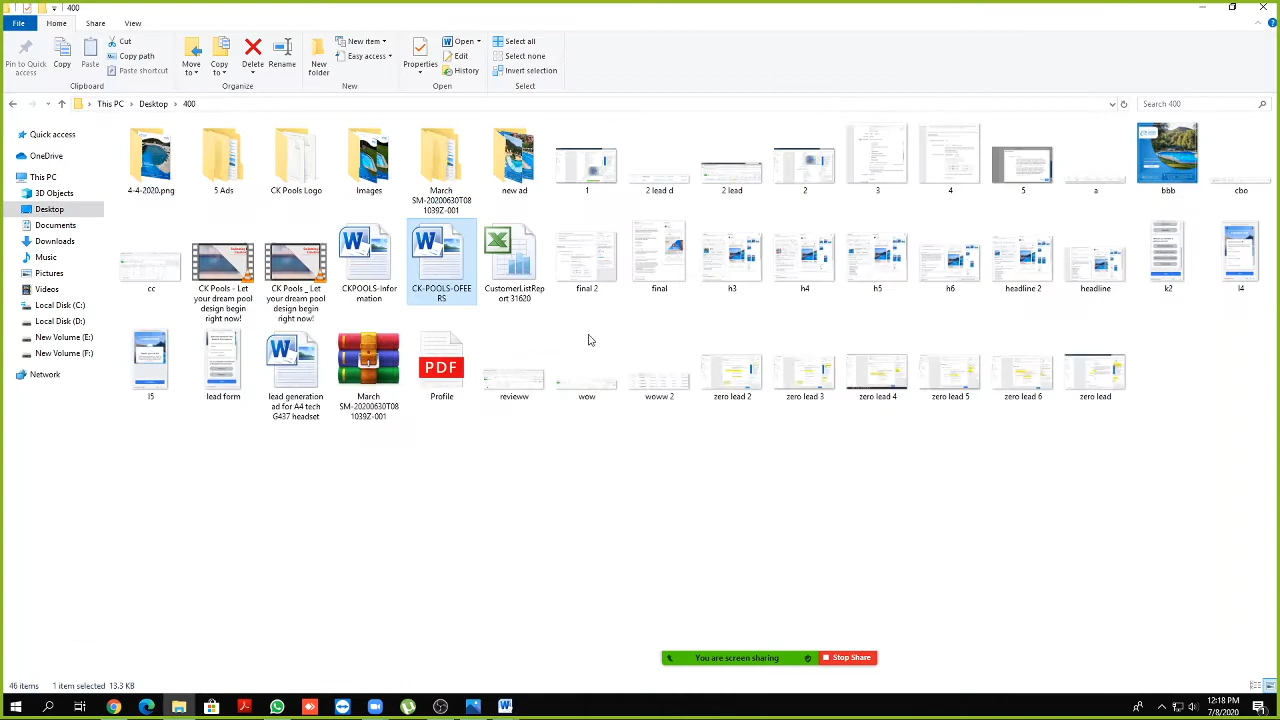 400
File
Home
Share
View
Pin to Quick
access
Copy
Paste
Cut
Copy path
Paste shortcut
Clipboard
Move
to
Copy
to
Delete
Rename
Organize
New
folder
New item
Easy access
New
Properties
Open
Edit
History
Open
Select all
Select none
Invert selection
Select
This PC
Desktop
400
Search 400
Quick access
OneDrive
This PC
3D Objects
Desktop
Documents
Downloads
Music
Pictures
Videos
Local Disk (C:)
Local Disk (D:)
New Volume (E:)
New Volume (F:)
Network
4-4-2020.png
5 Ads
CK Pools Logo
Images
March
SM-20200630T08
1039Z-001
new ad
1
2 lead d
2 lead
2
3
4
5
a
bbb
cbo
cc
CK Pools - Let
your dream pool
design begin
right now!
CK Pools _ Let
your dream pool
design begin
right now!
CKPOOLS-Infor
mation
CK-POOLS-OFEE
RS
CustomerListRep
ort 31620
final 2
final
h3
h4
h5
h6
headline 2
headline
k2
l4
l5
lead form
lead generation
ad for A4 tech
G437 headset
March
SM-20200630T08
1039Z-001
PDF
Profile
revieww
wow
woww 2
zero lead 2
zero lead 3
zero lead 4
zero lead 5
zero lead 6
zero lead
You are screen sharing
Stop Share
46 items
1 item selected 13.3 KB
12:18 PM
7/8/2020